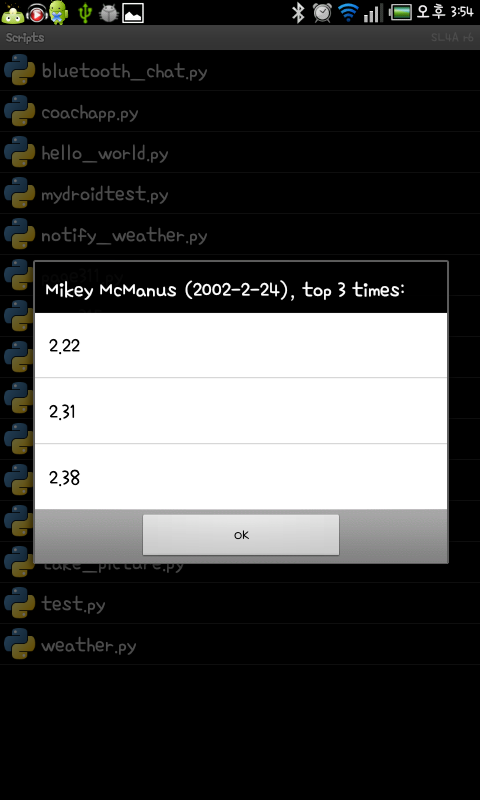 오후 3:54
Scripts
SL4A r6
bluetooth_chat.py
coachapp.py
hello_world.py
mydroidtest.py
notify_weather.py
Mikey McManus (2002-2-24), top 3 times:
2.22
2.31
2.38
OK
take_picture.py
test.py
weather.py